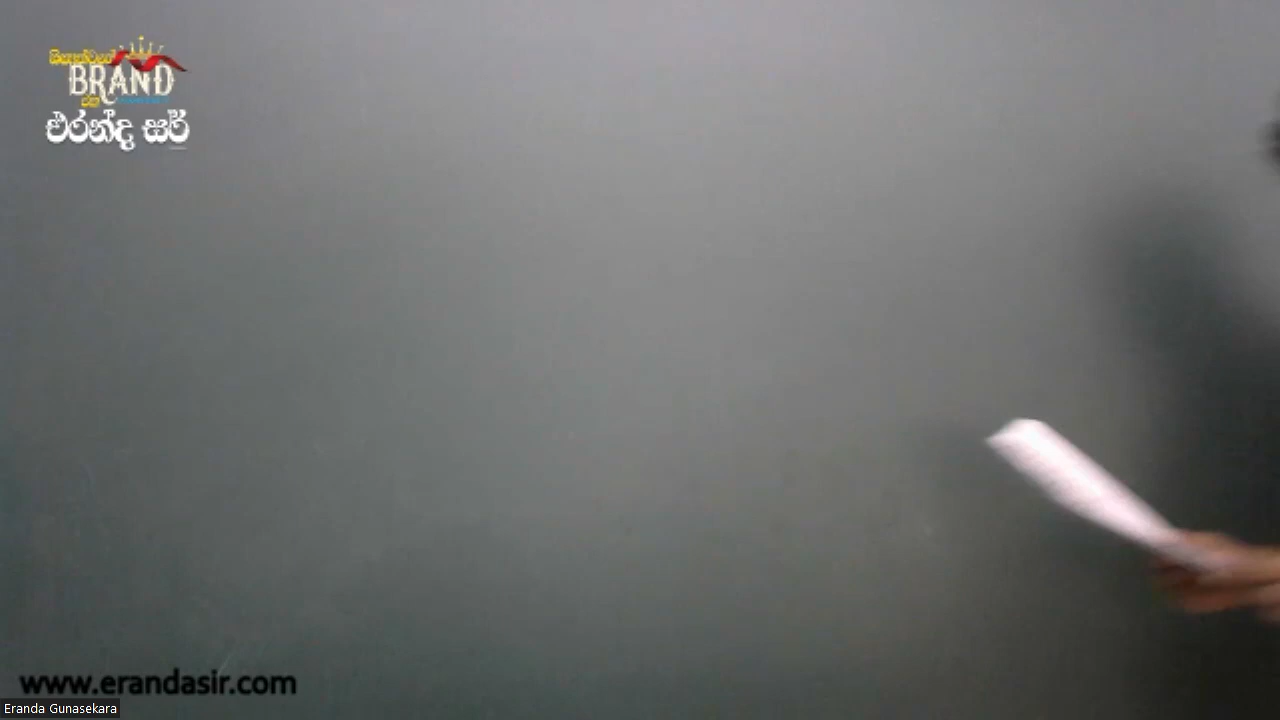 BRAND
එරන්ද සර්
www.erandasir.com
Eranda Gunasekara